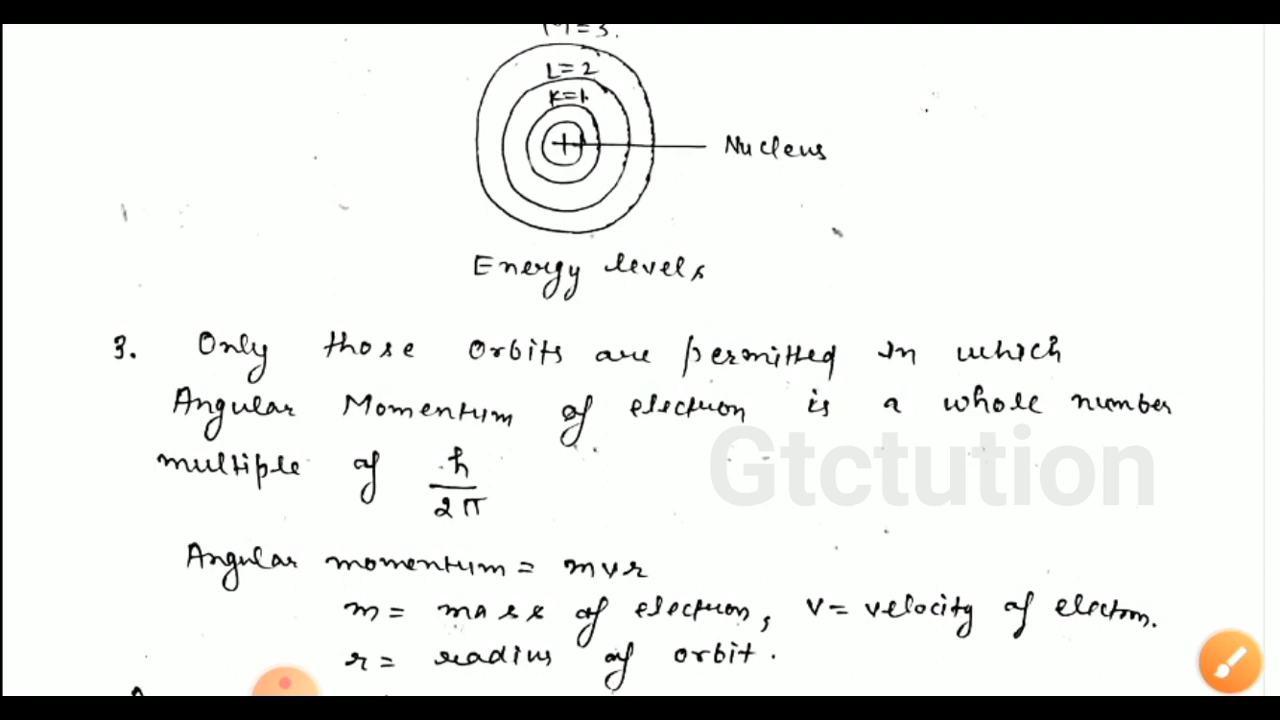 M=3.
L=2
K=1
Nucleus
Energy levels
3. Only those orbits are permitted in which
Angular Momentum of electron is a whole number
multiple of ħ/2π
Gtctution
Angular momentum = mvr
m = mass of electron, v = velocity of electron.
r = radius of orbit.